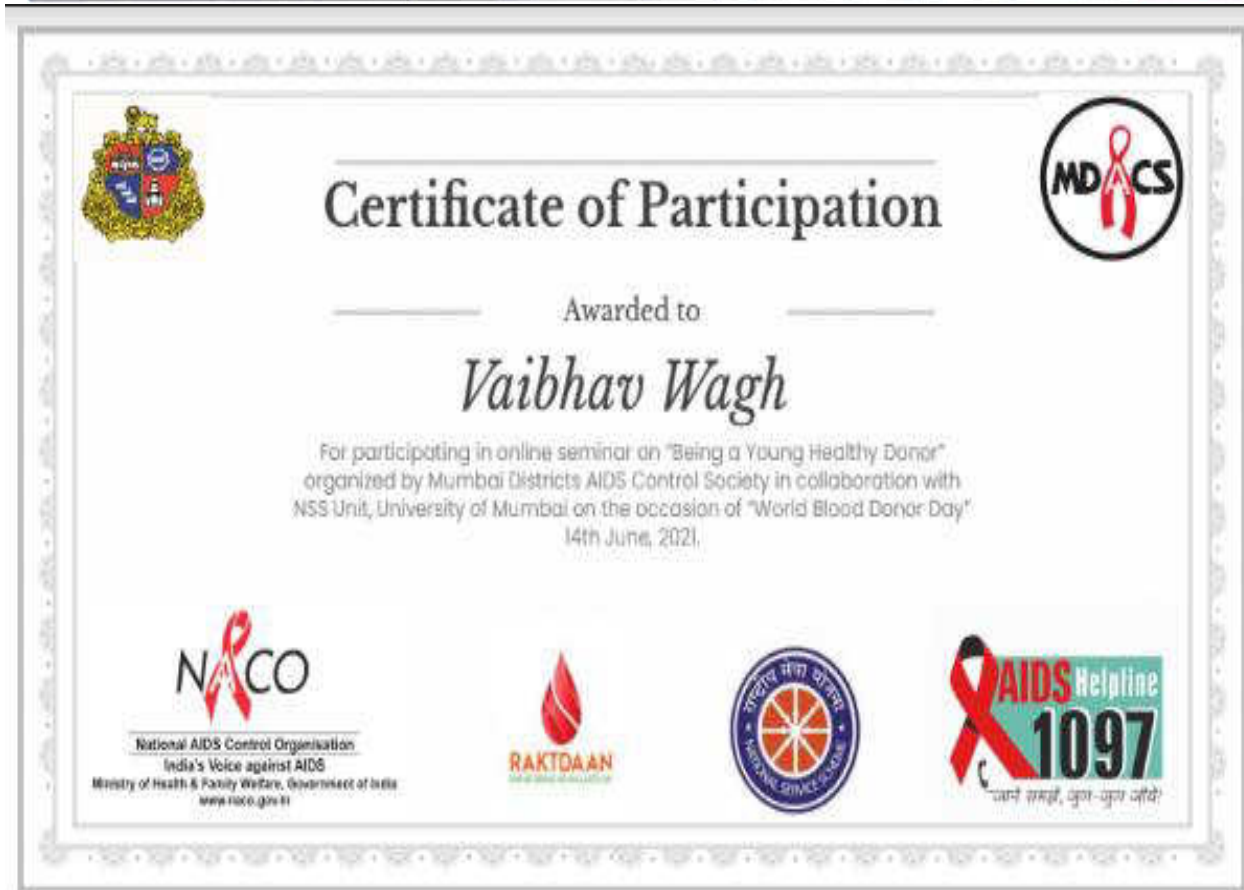 MDACS
Certificate of Participation
Awarded to
Vaibhav Wagh
For participating in online seminar on "Being a Young Healthy Donor"
organized by Mumbai Districts AIDS Control Society in collaboration with
NSS Unit, University of Mumbai on the occasion of "World Blood Donor Day"
14th June, 2021.
NACO
National AIDS Control Organisation
India's Voice against AIDS
Ministry of Health & Family Welfare, Government of India
www.naco.gov.in
RAKTDAAN
राष्ट्रीय सेवा योजना
NATIONAL SERVICE SCHEME
AIDS Helpline
1097